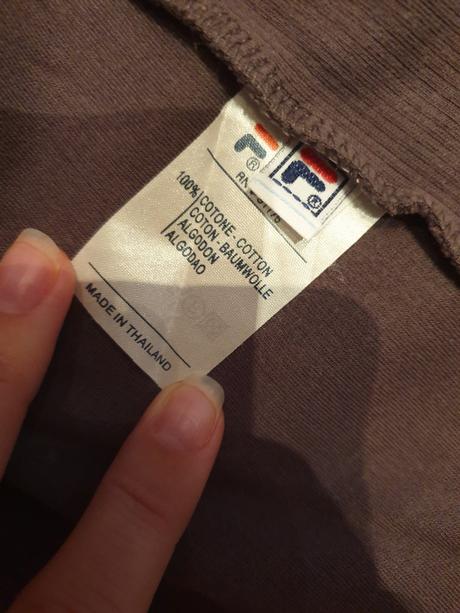 ®
®
RN
100% COTONE - COTTON
COTON - BAUMWOLLE
ALGODON
ALGODAO
MADE IN THAILAND